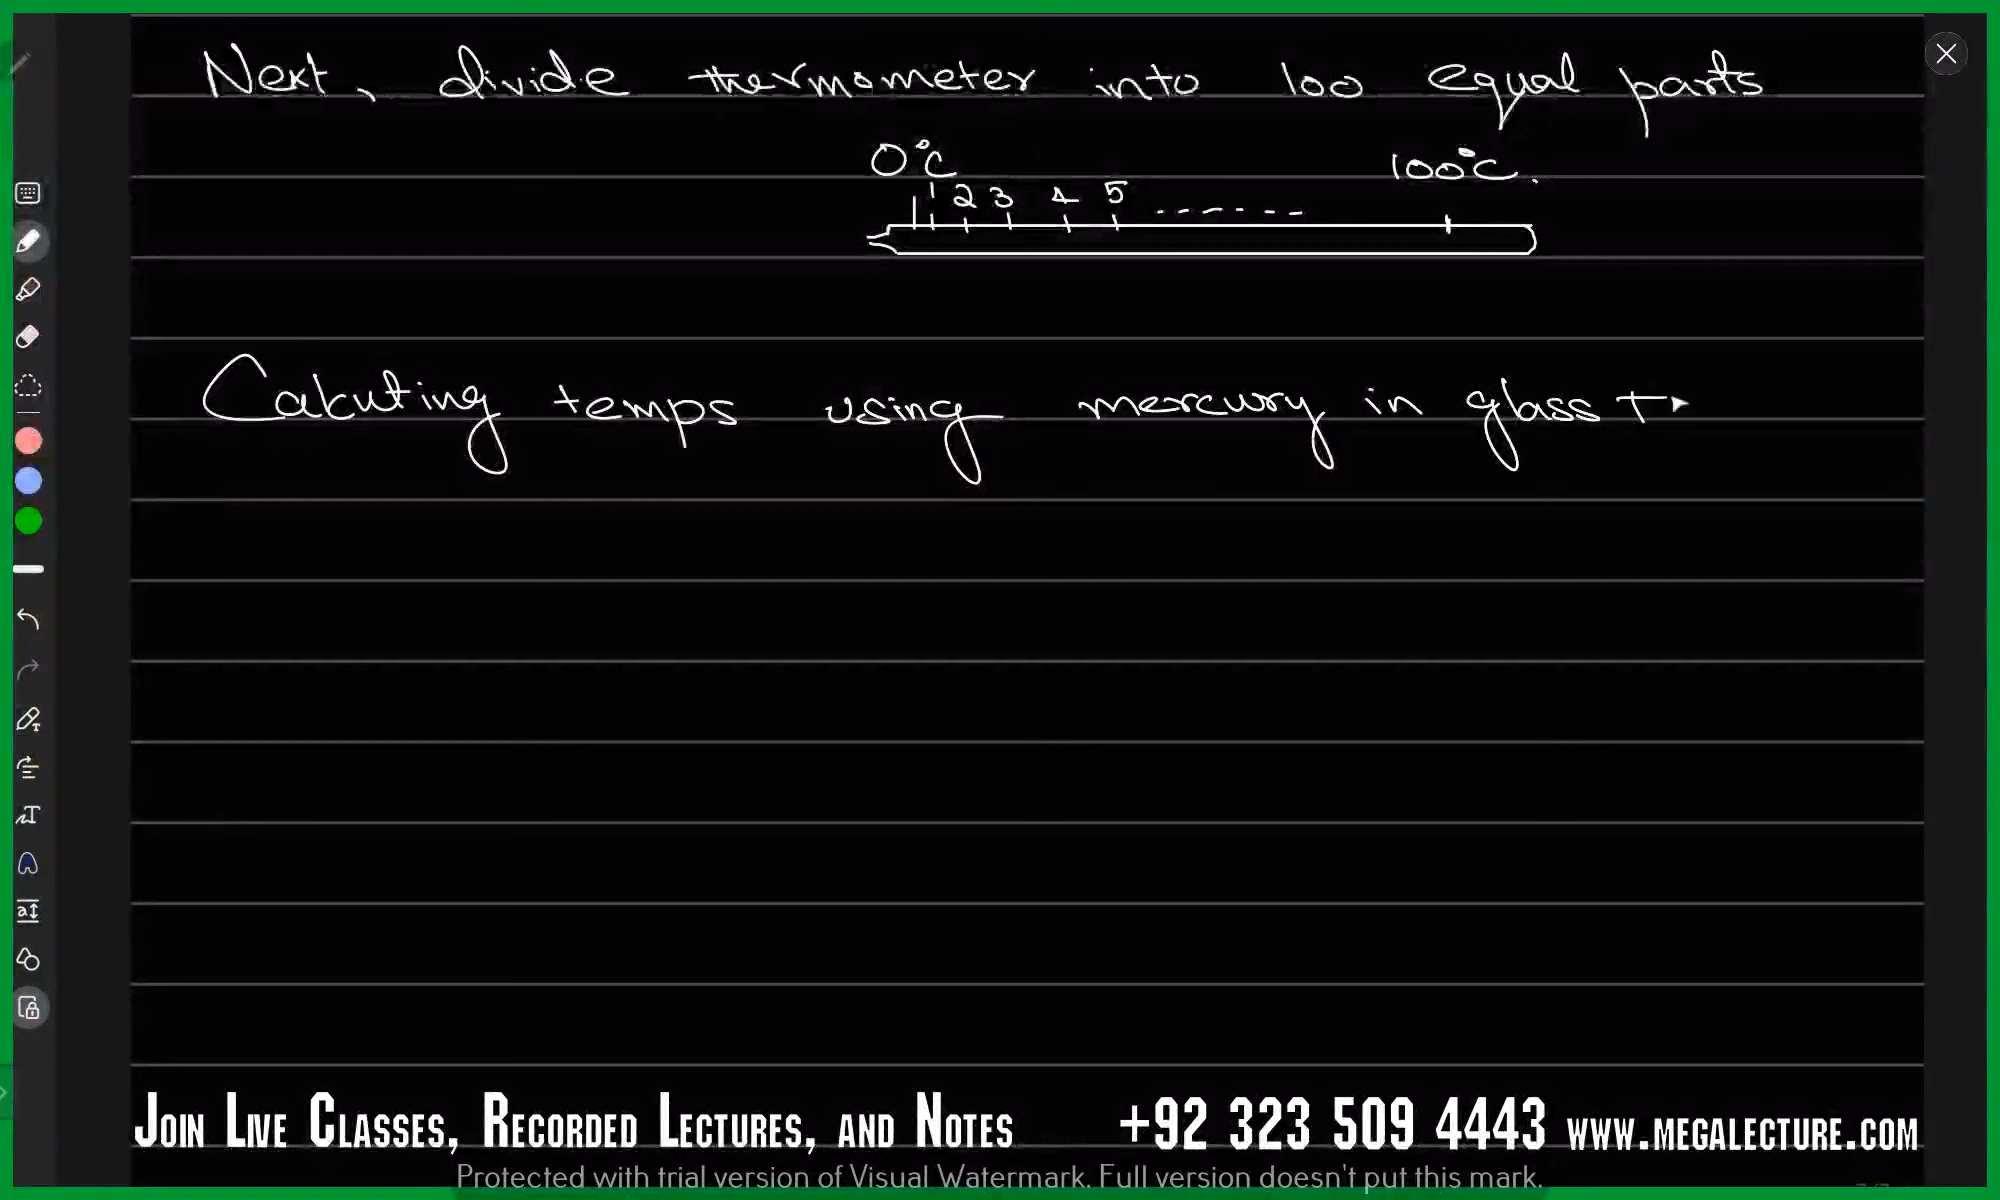 Next, divide thermometer into 100 equal parts
0°C 100°C.
1 2 3 4 5 ------
Calcuting temps using mercury in glass t
JOIN LIVE CLASSES, RECORDED LECTURES, AND NOTES +92 323 509 4443 WWW.MEGALECTURE.COM
Protected with trial version of Visual Watermark. Full version doesn't put this mark.